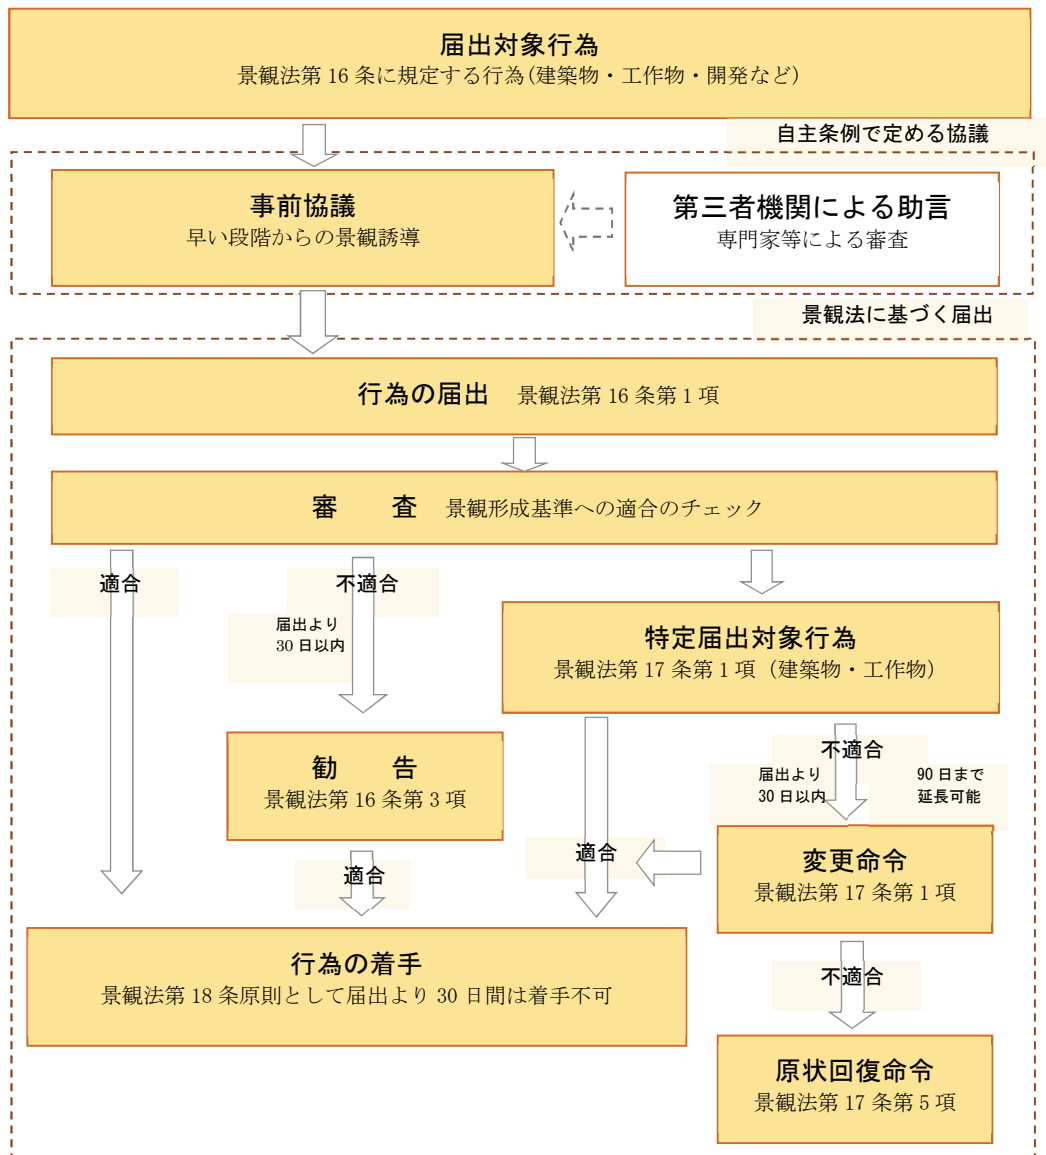 届出対象行為
景観法第 16 条に規定する行為(建築物・工作物・開発など)
自主条例で定める協議
事前協議
早い段階からの景観誘導
第三者機関による助言
専門家等による審査
景観法に基づく届出
行為の届出 景観法第 16 条第 1 項
審 査 景観形成基準への適合のチェック
適合
不適合
届出より
30 日以内
特定届出対象行為
景観法第 17 条第 1 項（建築物・工作物）
勧 告
景観法第 16 条第 3 項
不適合
届出より
30 日以内
90 日まで
延長可能
適合
適合
変更命令
景観法第 17 条第 1 項
行為の着手
景観法第 18 条原則として届出より 30 日間は着手不可
不適合
原状回復命令
景観法第 17 条第 5 項